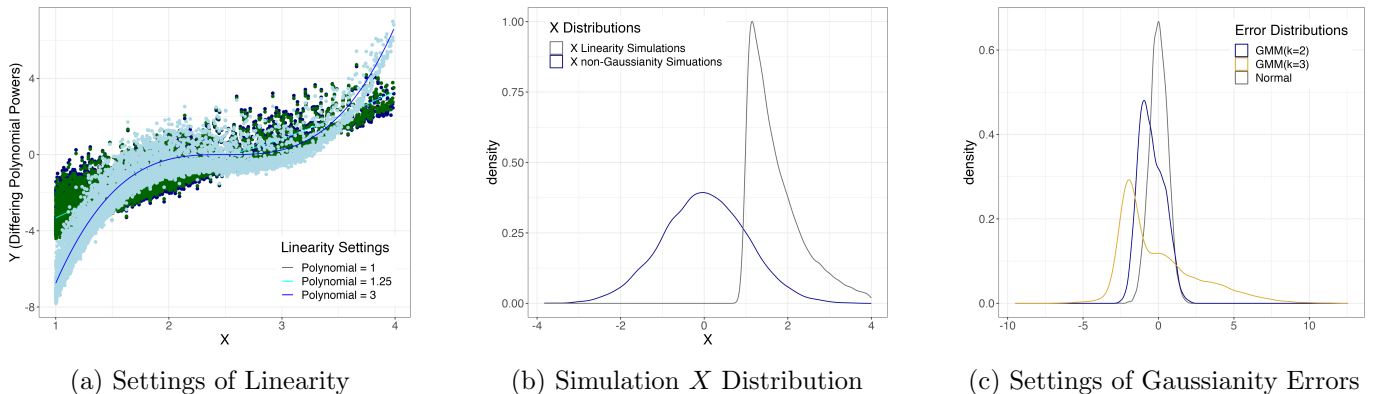 Y (Differing Polynomial Powers)
4
0
-4
-8
1
2
3
4
X
Linearity Settings
Polynomial = 1
Polynomial = 1.25
Polynomial = 3
(a) Settings of Linearity
density
1.00
0.75
0.50
0.25
0.00
-4
-2
0
2
4
X
X Distributions
X Linearity Simulations
X non-Gaussianity Simuations
(b) Simulation X Distribution
density
0.6
0.4
0.2
0.0
-10
-5
0
5
10
Error Distributions
GMM(k=2)
GMM(k=3)
Normal
(c) Settings of Gaussianity Errors